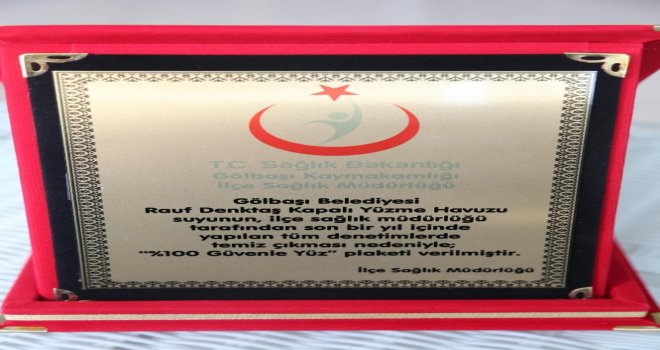 T.C. Sağlık Bakanlığı
Gölbaşı Kaymakamlığı
İlçe Sağlık Müdürlüğü
Gölbaşı Belediyesi
Rauf Denktaş Kapalı Yüzme Havuzu
suyunun, ilçe sağlık müdürlüğü
tarafından son bir yıl içinde
yapılan tüm denetimlerde
temiz çıkması nedeniyle;
"%100 Güvenle Yüz" plaketi verilmiştir.
İlçe Sağlık Müdürlüğü